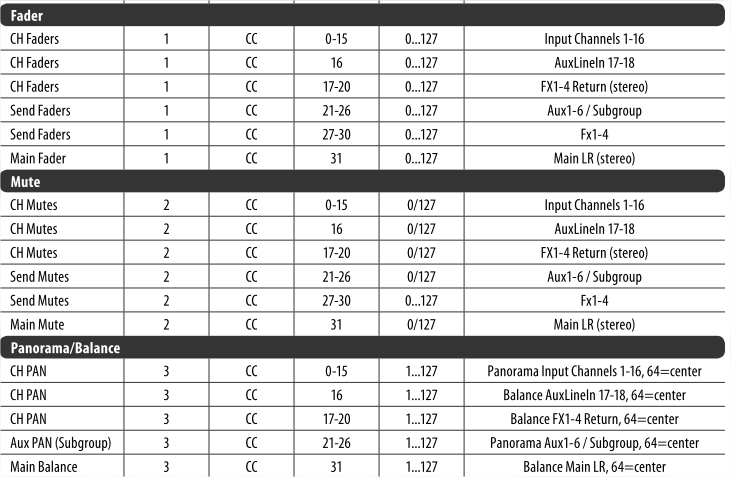 Fader
CH Faders 1 CC 0-15 0...127 Input Channels 1-16
CH Faders 1 CC 16 0...127 AuxLineIn 17-18
CH Faders 1 CC 17-20 0...127 FX1-4 Return (stereo)
Send Faders 1 CC 21-26 0...127 Aux1-6 / Subgroup
Send Faders 1 CC 27-30 0...127 Fx1-4
Main Fader 1 CC 31 0...127 Main LR (stereo)
Mute
CH Mutes 2 CC 0-15 0/127 Input Channels 1-16
CH Mutes 2 CC 16 0/127 AuxLineIn 17-18
CH Mutes 2 CC 17-20 0/127 FX1-4 Return (stereo)
Send Mutes 2 CC 21-26 0/127 Aux1-6 / Subgroup
Send Mutes 2 CC 27-30 0...127 Fx1-4
Main Mute 2 CC 31 0/127 Main LR (stereo)
Panorama/Balance
CH PAN 3 CC 0-15 1...127 Panorama Input Channels 1-16, 64=center
CH PAN 3 CC 16 1...127 Balance AuxLineIn 17-18, 64=center
CH PAN 3 CC 17-20 1...127 Balance FX1-4 Return, 64=center
Aux PAN (Subgroup) 3 CC 21-26 1...127 Panorama Aux1-6 / Subgroup, 64=center
Main Balance 3 CC 31 1...127 Balance Main LR, 64=center